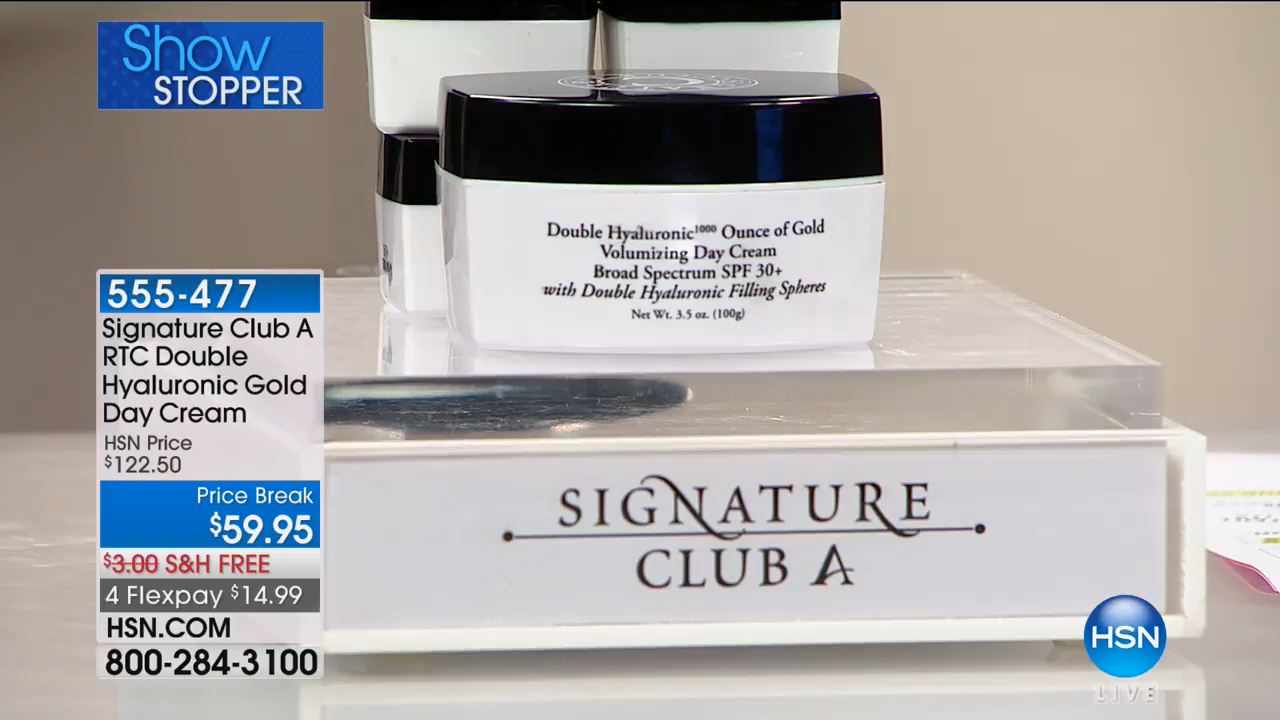 Show
STOPPER
Double Hyaluronic1000 Ounce of Gold
Volumizing Day Cream
Broad Spectrum SPF 30+
with Double Hyaluronic Filling Spheres
Net Wt. 3.5 oz. (100g)
555-477
Signature Club A
RTC Double
Hyaluronic Gold
Day Cream
HSN Price
$122.50
Price Break
$59.95
$3.00 S&H FREE
4 Flexpay $14.99
HSN.COM
800-284-3100
SIGNATURE
CLUB A
HSN
LIVE